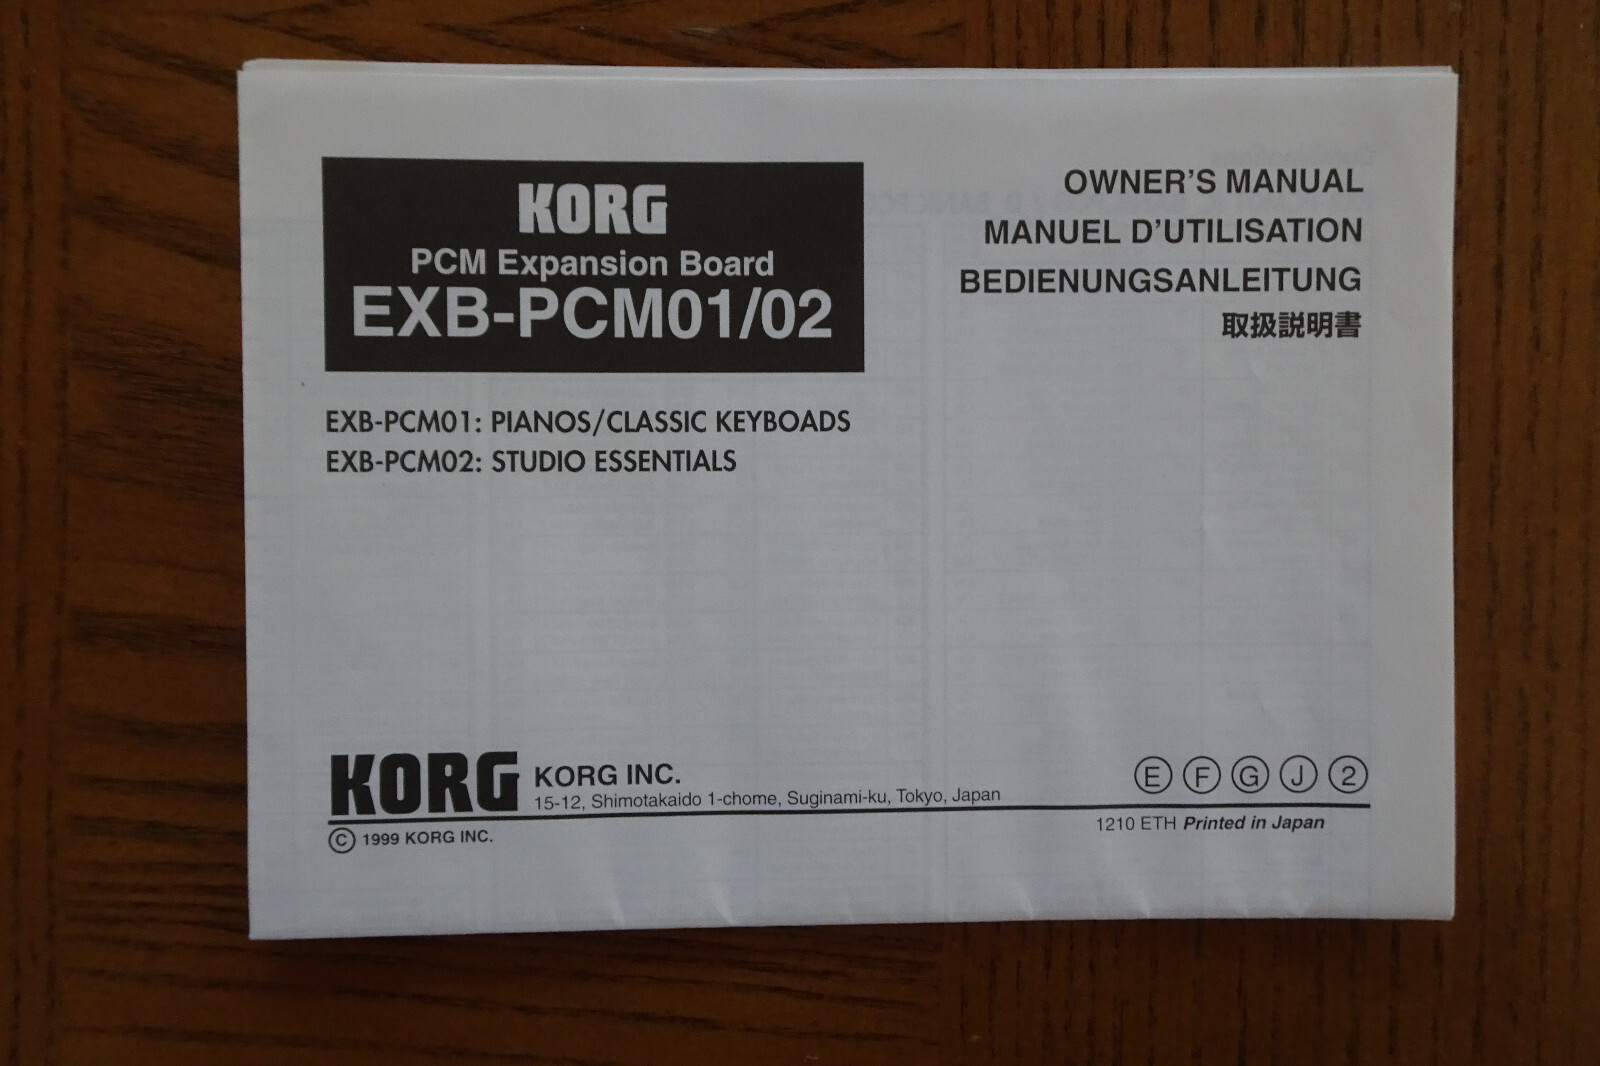 KORG
PCM Expansion Board
EXB-PCM01/02
OWNER'S MANUAL
MANUEL D'UTILISATION
BEDIENUNGSANLEITUNG
取扱説明書
EXB-PCM01: PIANOS/CLASSIC KEYBOADS
EXB-PCM02: STUDIO ESSENTIALS
KORG KORG INC.
15-12, Shimotakaido 1-chome, Suginami-ku, Tokyo, Japan
Ⓔ Ⓕ Ⓖ Ⓙ ②
© 1999 KORG INC.
1210 ETH Printed in Japan